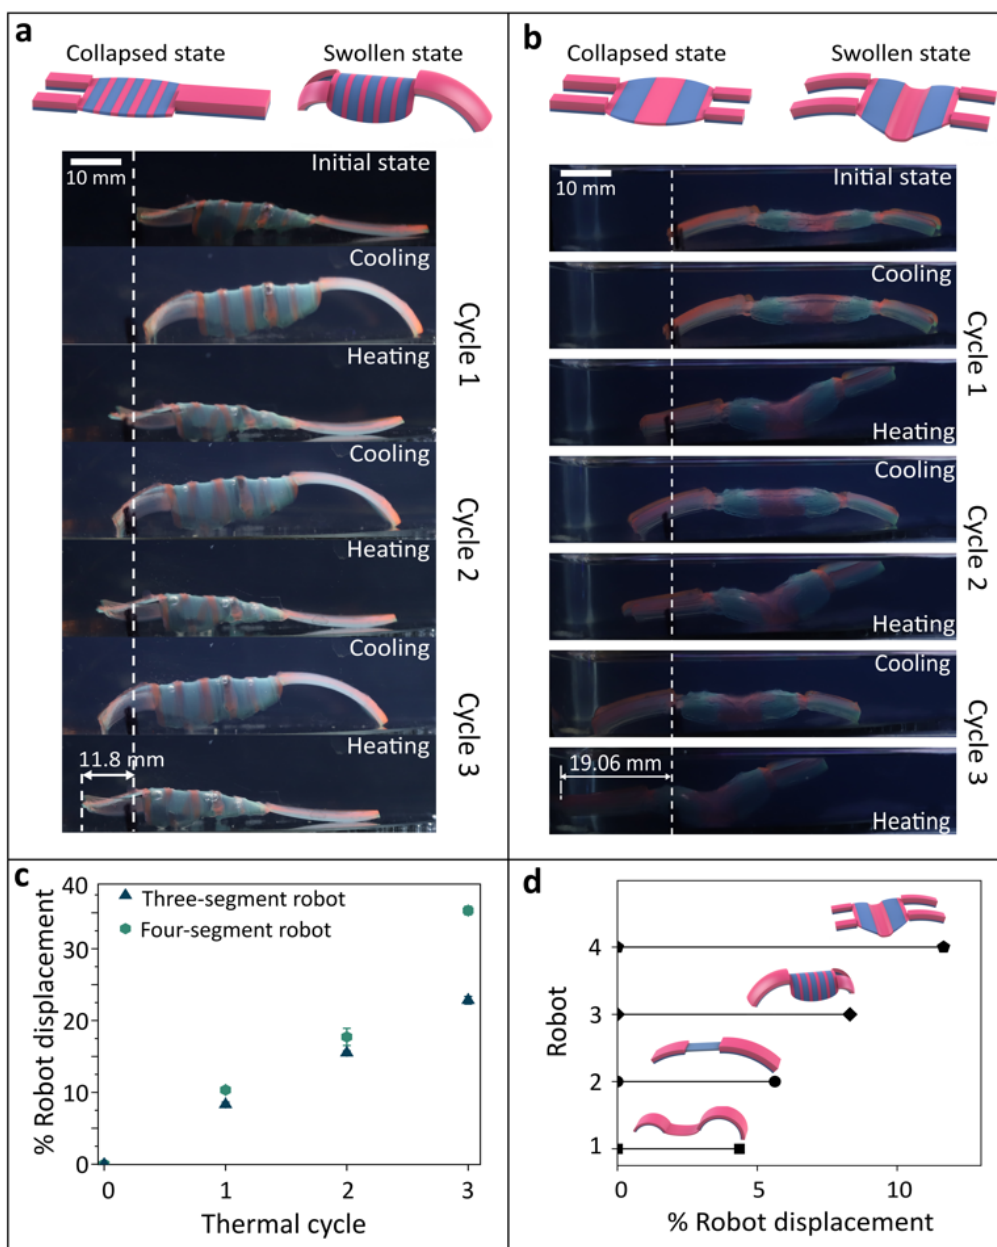 a
Collapsed state
Swollen state
10 mm
Initial state
Cooling
Heating
Cycle 1
Cooling
Heating
Cycle 2
Cooling
Heating
Cycle 3
11.8 mm
b
Collapsed state
Swollen state
10 mm
Initial state
Cooling
Heating
Cycle 1
Cooling
Heating
Cycle 2
Cooling
Heating
Cycle 3
19.06 mm
c
% Robot displacement
40
30
20
10
0
Three-segment robot
Four-segment robot
0 1 2 3
Thermal cycle
d
Robot
4
3
2
1
0 5 10
% Robot displacement